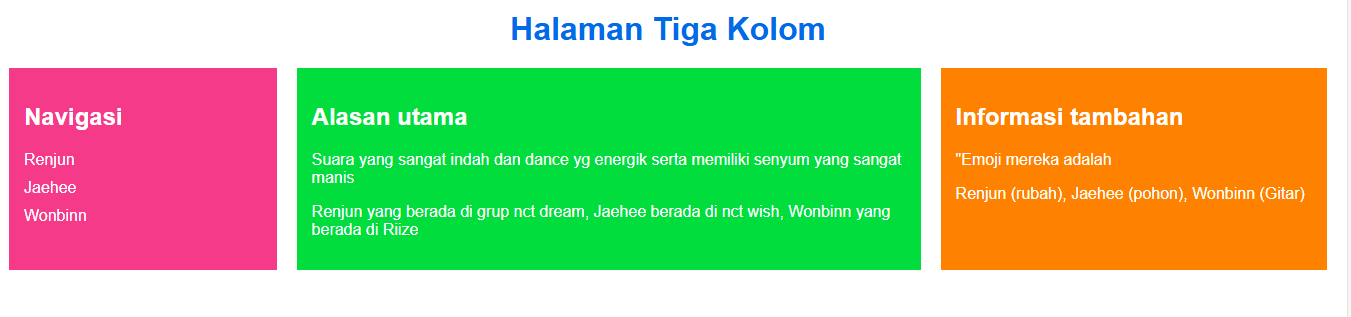 Halaman Tiga Kolom
Navigasi
Renjun
Jaehee
Wonbinn
Alasan utama
Suara yang sangat indah dan dance yg energik serta memiliki senyum yang sangat
manis
Renjun yang berada di grup nct dream, Jaehee berada di nct wish, Wonbinn yang
berada di Riize
Informasi tambahan
"Emoji mereka adalah
Renjun (rubah), Jaehee (pohon), Wonbinn (Gitar)